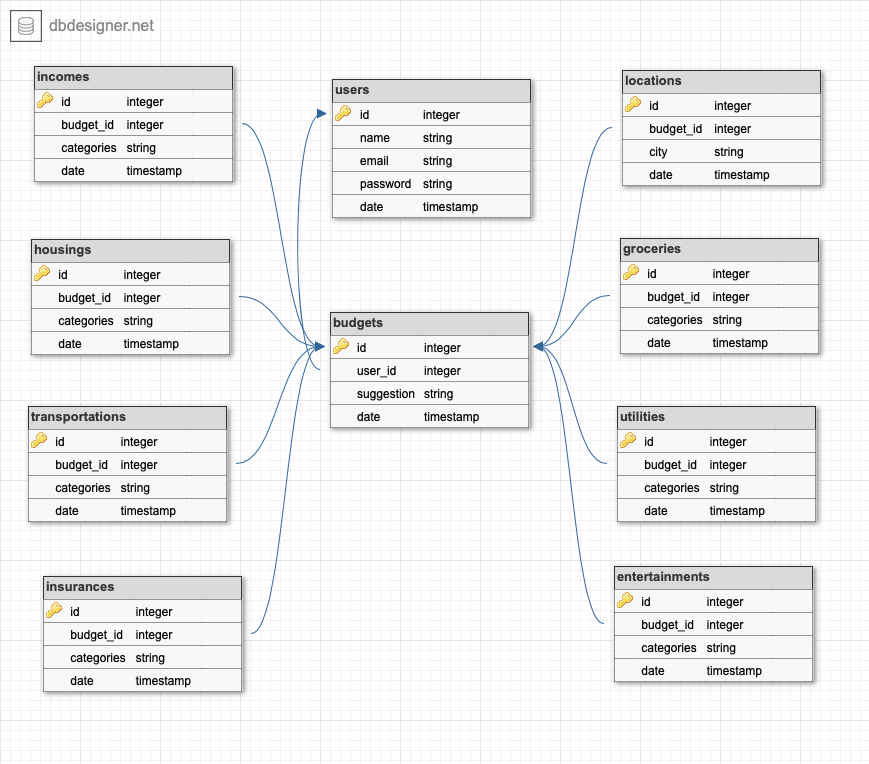 dbdesigner.net
incomes
id integer
budget_id integer
categories string
date timestamp
users
id integer
name string
email string
password string
date timestamp
locations
id integer
budget_id integer
city string
date timestamp
housings
id integer
budget_id integer
categories string
date timestamp
budgets
id integer
user_id integer
suggestion string
date timestamp
groceries
id integer
budget_id integer
categories string
date timestamp
transportations
id integer
budget_id integer
categories string
date timestamp
utilities
id integer
budget_id integer
categories string
date timestamp
insurances
id integer
budget_id integer
categories string
date timestamp
entertainments
id integer
budget_id integer
categories string
date timestamp